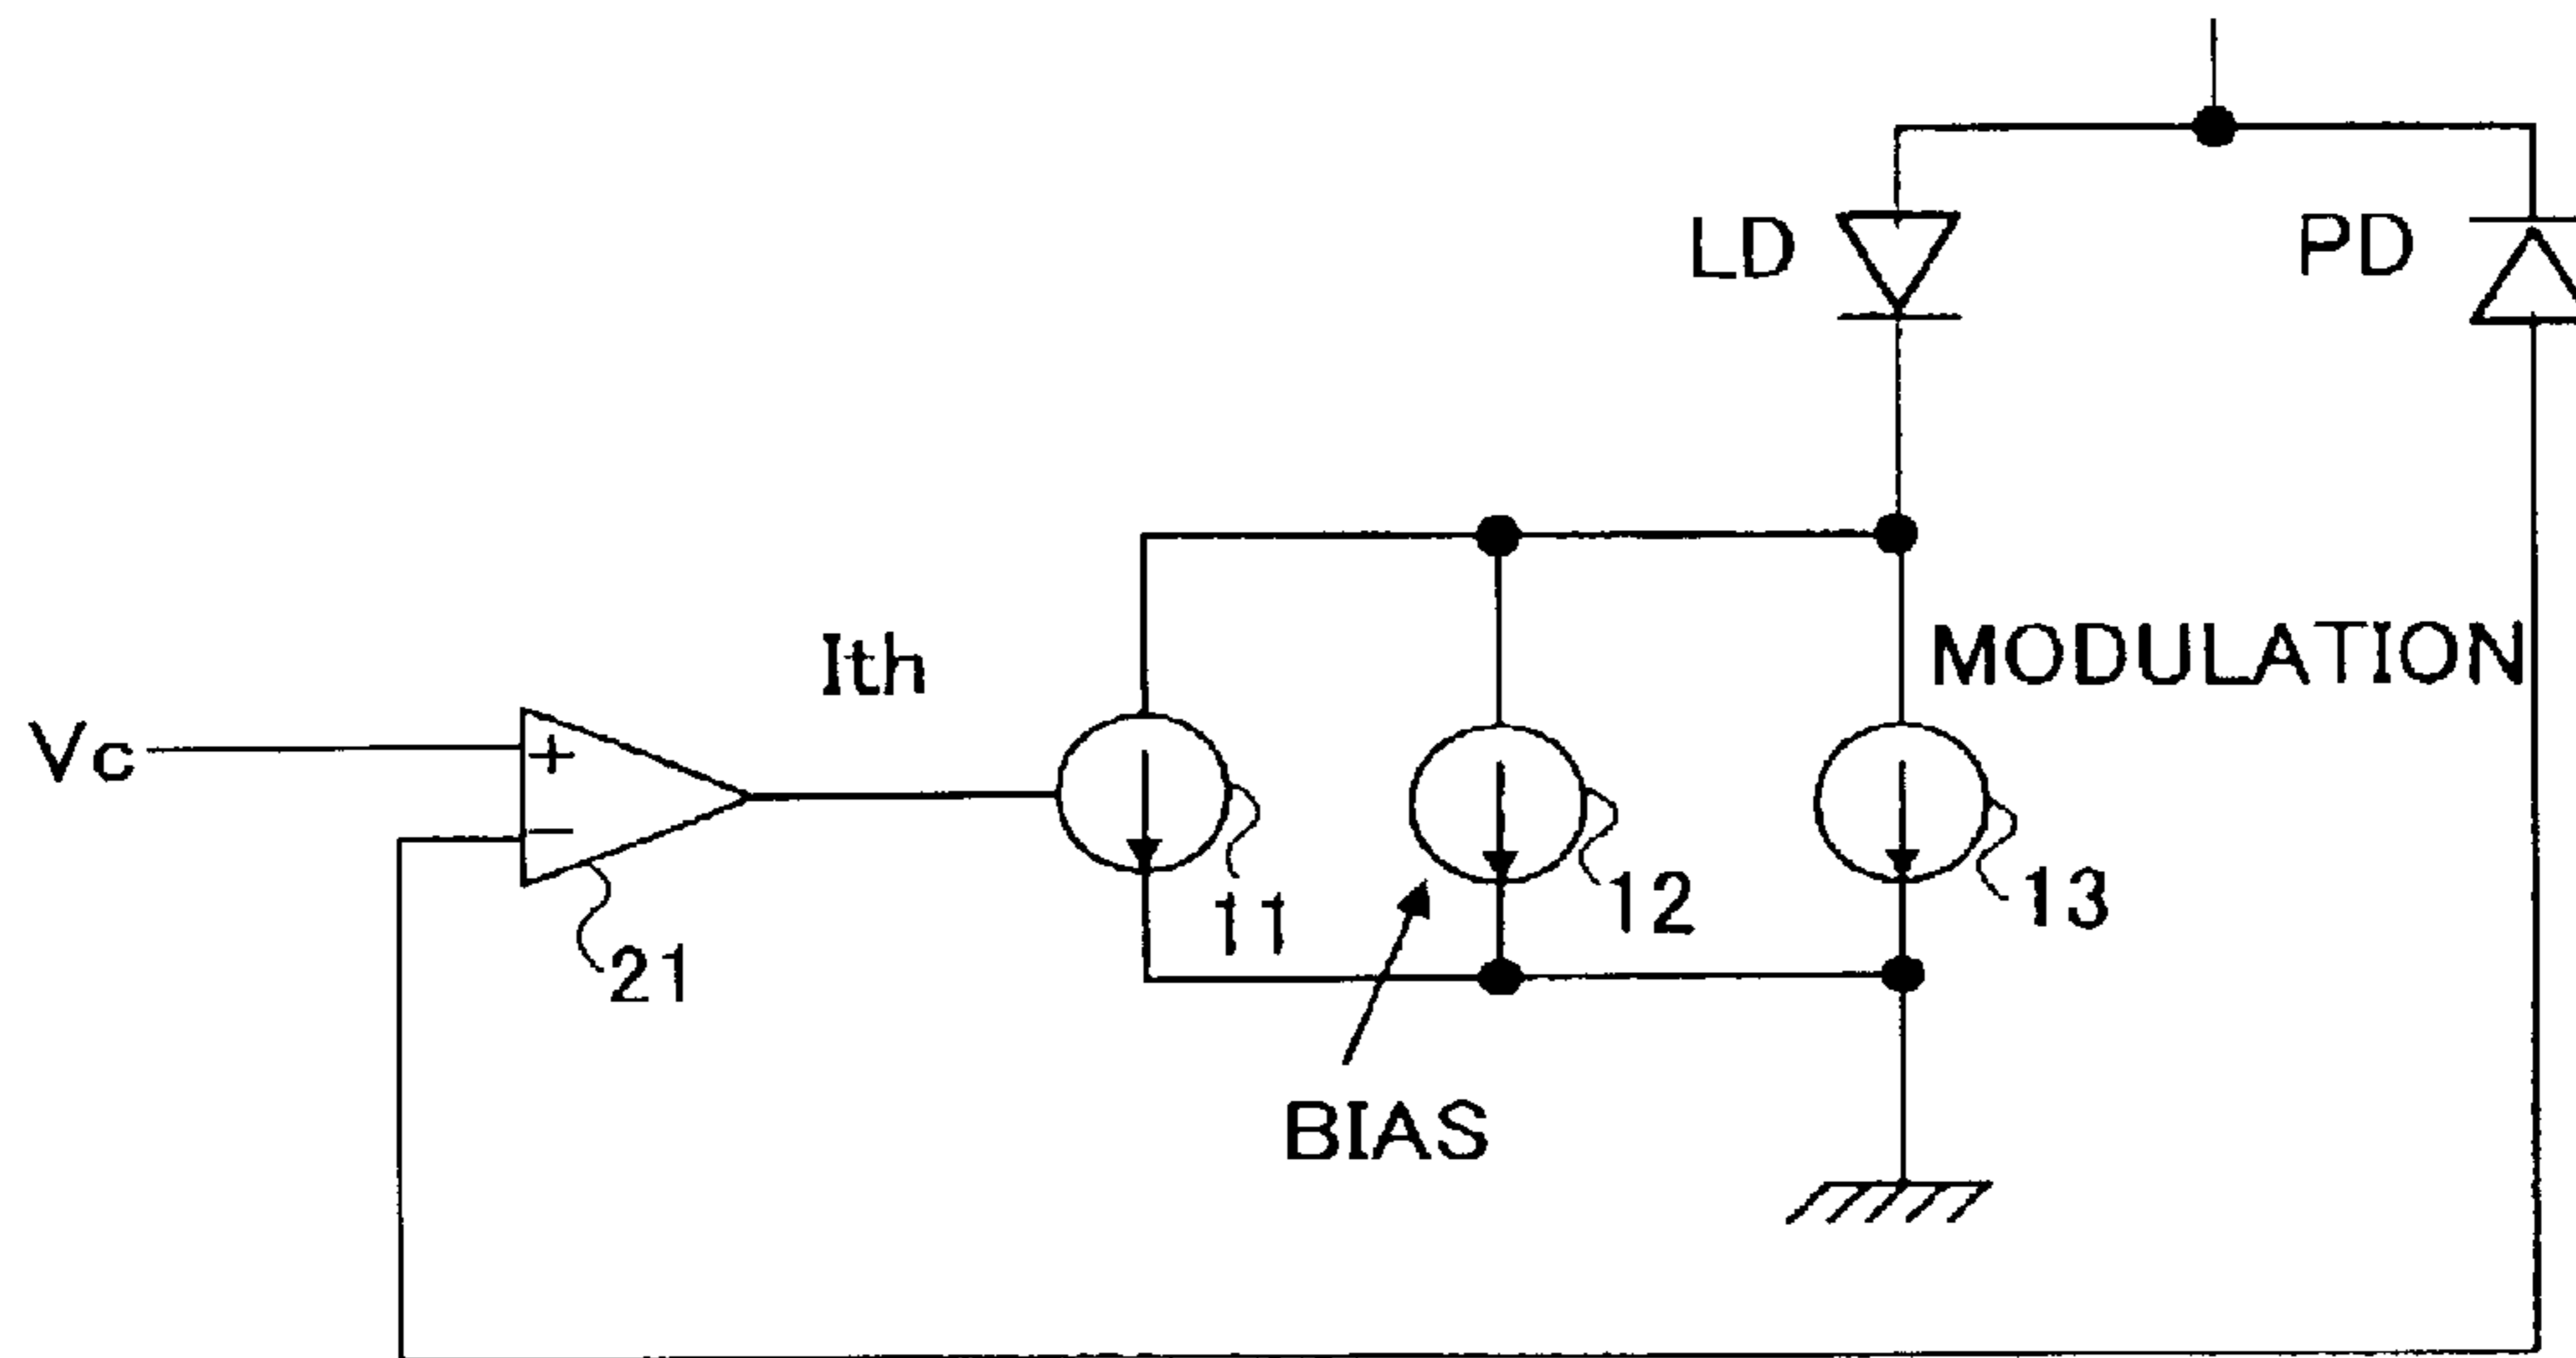 LD
PD
Ith
MODULATION
Vc
+
−
11
12
13
21
BIAS